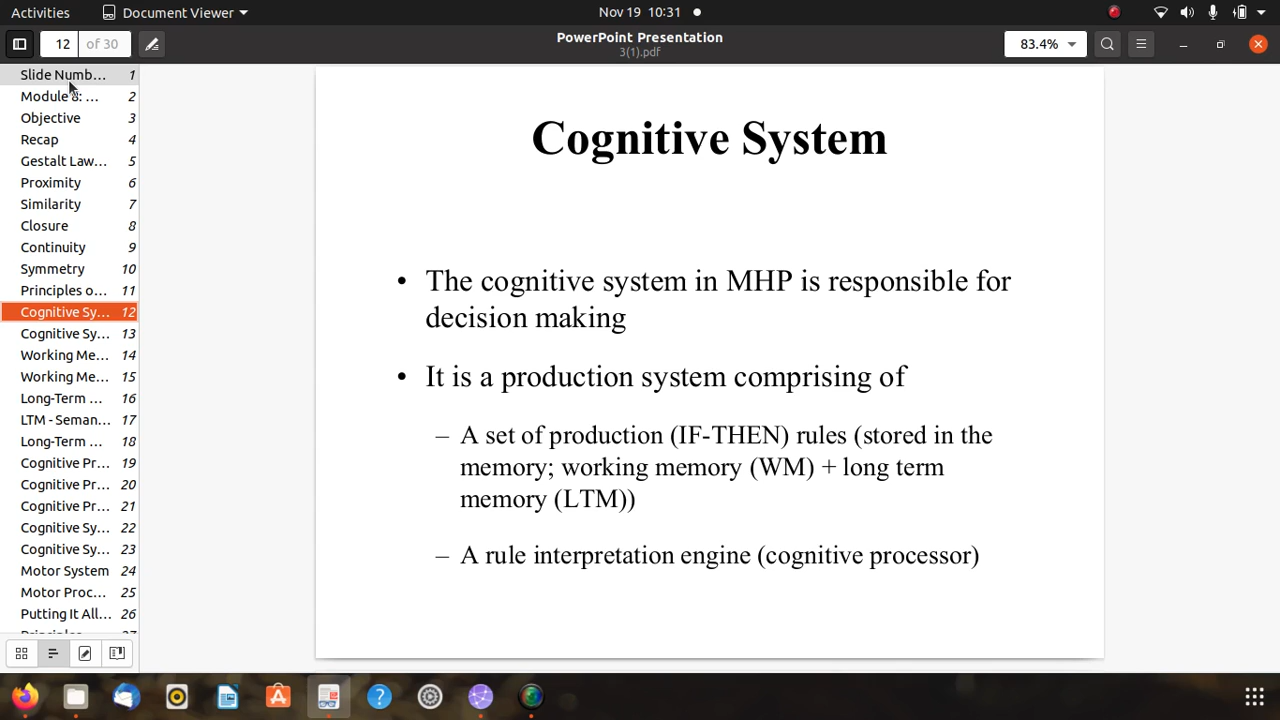 Activities
Document Viewer
Nov 19 10:31
12
of 30
PowerPoint Presentation
3(1).pdf
83.4%
Slide Numb... 1
Module 8: ... 2
Objective 3
Recap 4
Gestalt Law... 5
Proximity 6
Similarity 7
Closure 8
Continuity 9
Symmetry 10
Principles o... 11
Cognitive Sy... 12
Cognitive Sy... 13
Working Me... 14
Working Me... 15
Long-Term ... 16
LTM - Seman... 17
Long-Term ... 18
Cognitive Pr... 19
Cognitive Pr... 20
Cognitive Pr... 21
Cognitive Sy... 22
Cognitive Sy... 23
Motor System 24
Motor Proc... 25
Putting It All... 26
Cognitive System
• The cognitive system in MHP is responsible for
decision making
• It is a production system comprising of
– A set of production (IF-THEN) rules (stored in the
memory; working memory (WM) + long term
memory (LTM))
– A rule interpretation engine (cognitive processor)